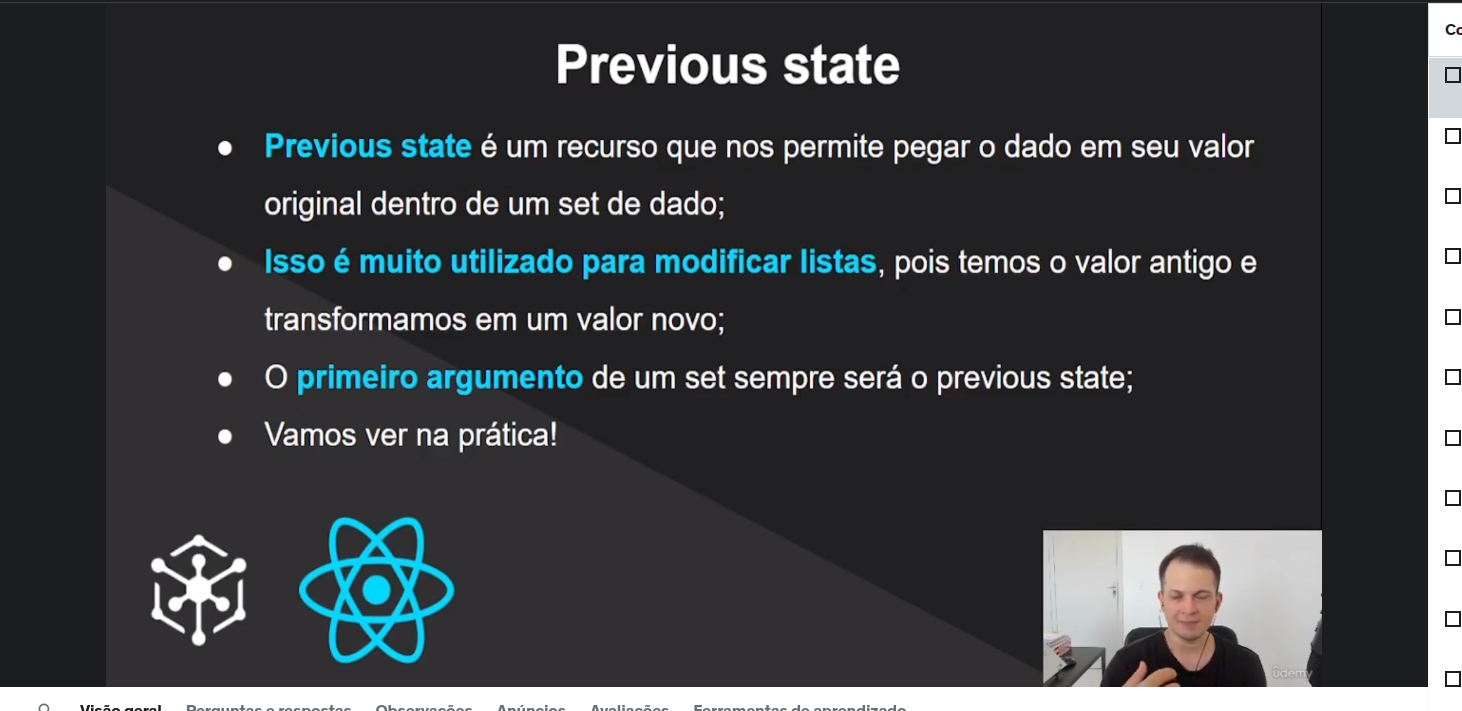 Co
Previous state
Previous state é um recurso que nos permite pegar o dado em seu valor
original dentro de um set de dado;
Isso é muito utilizado para modificar listas, pois temos o valor antigo e
transformamos em um valor novo;
O primeiro argumento de um set sempre será o previous state;
Vamos ver na prática!
ûdemy
Visão geral Perguntas e respostas Observações Anúncios Avaliações Ferramentas de aprendizado